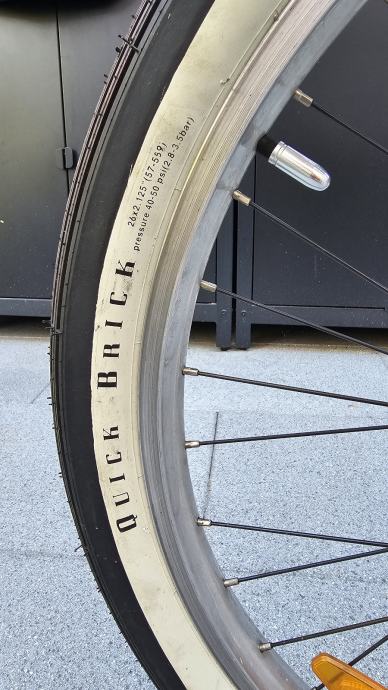 QUICK BRICK
26x2.125"(57-559)
pressure 40-50 psi(2.8-3.5bar)